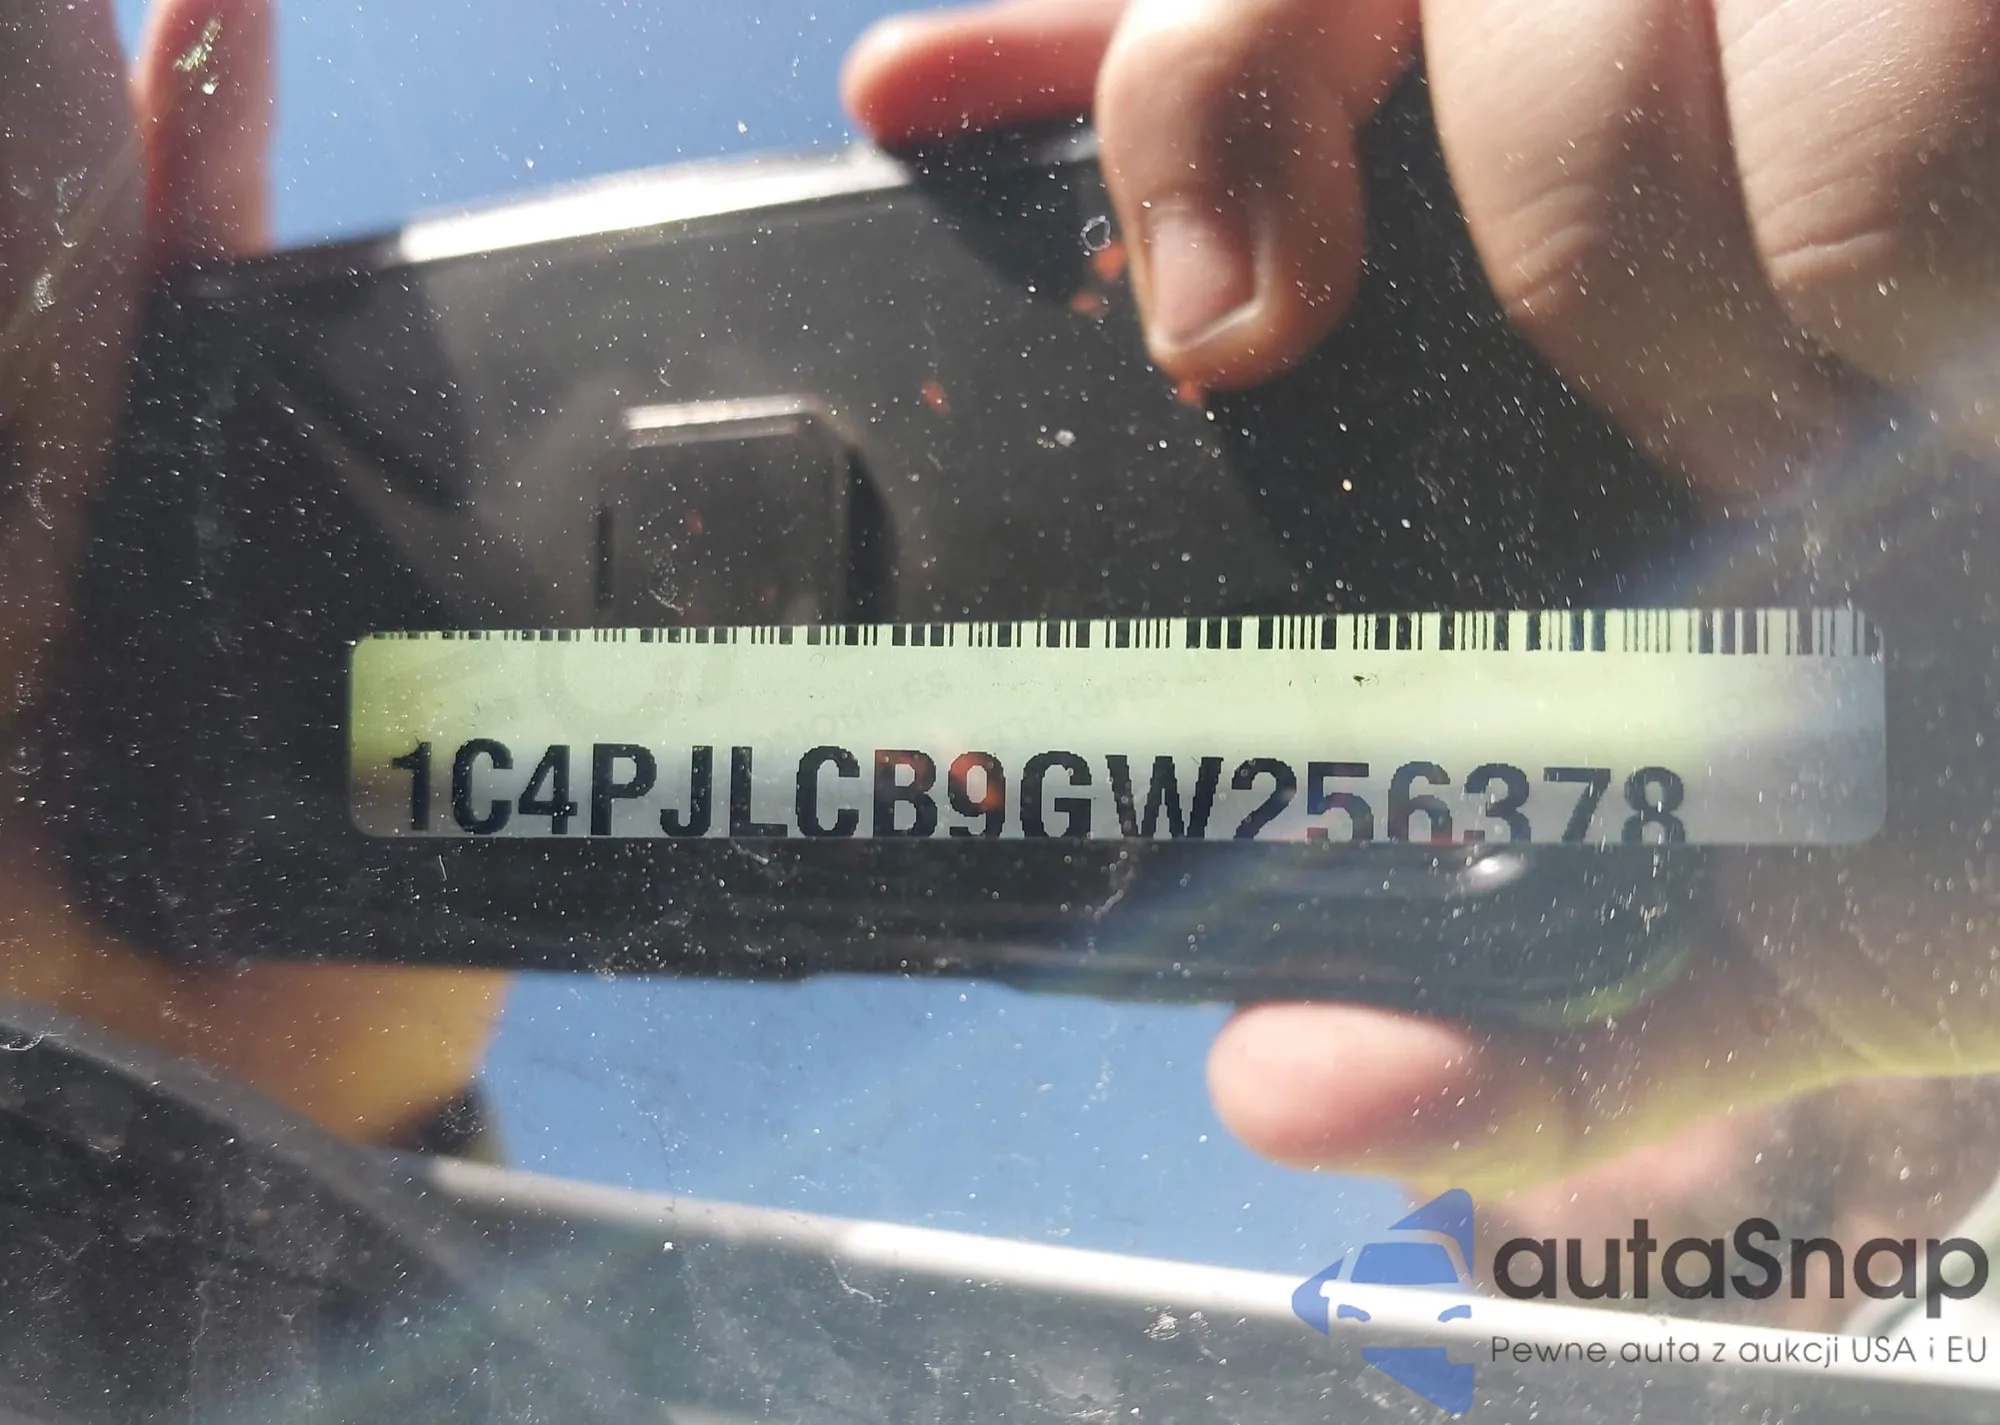 1C4PJLCB9GW256378
autaSnap
Pewne auta z aukcji USA i EU